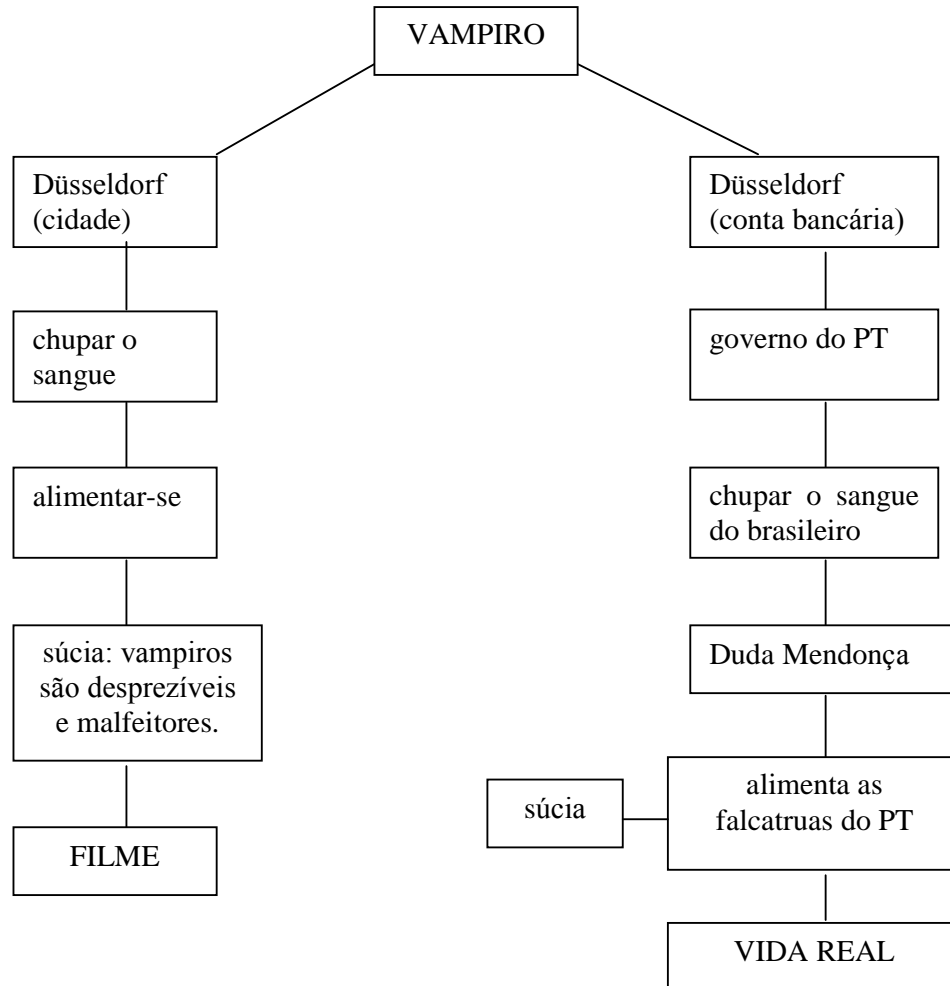 VAMPIRO
Düsseldorf
(cidade)
chupar o
sangue
alimentar-se
súcia: vampiros
são desprezíveis
e malfeitores.
FILME
Düsseldorf
(conta bancária)
governo do PT
chupar o sangue
do brasileiro
Duda Mendonça
alimenta as
falcatruas do PT
súcia
VIDA REAL